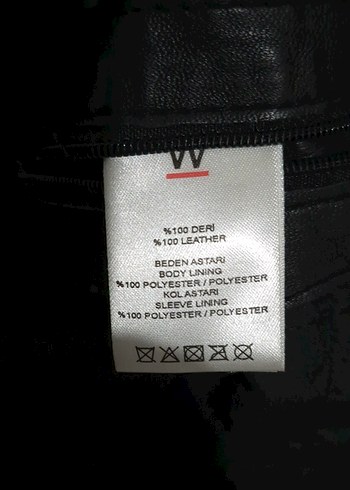 W
%100 DERİ
%100 LEATHER
BEDEN ASTARI
BODY LINING
%100 POLYESTER / POLYESTER
KOL ASTARI
SLEEVE LINING
%100 POLYESTER / POLYESTER